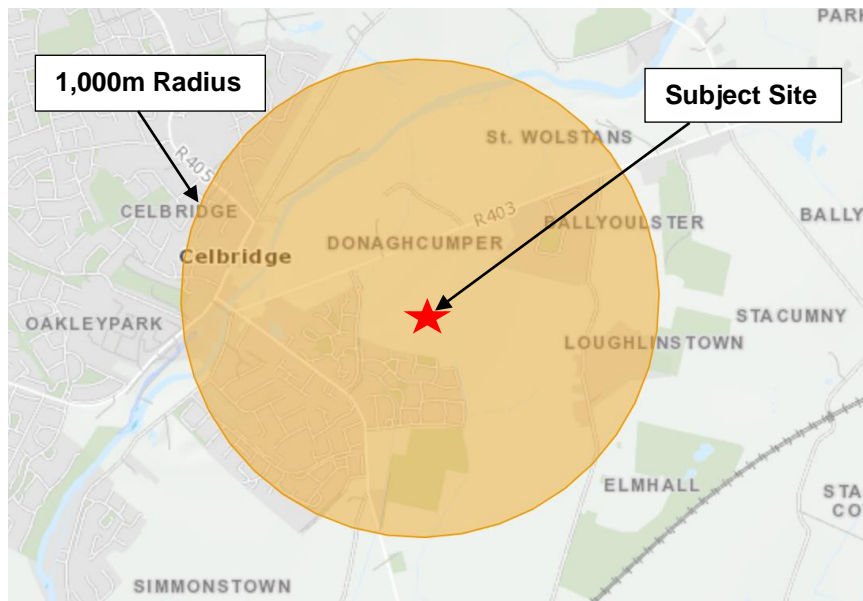 PARK
1,000m Radius
Subject Site
St. WOLSTANS
R405
CELBRIDGE
R403
BALLYOULSTER
BALLY
DONAGHCUMPER
Celbridge
OAKLEYPARK
STACUMNY
LOUGHLINSTOWN
ELMHALL
STA
CO
SIMMONSTOWN